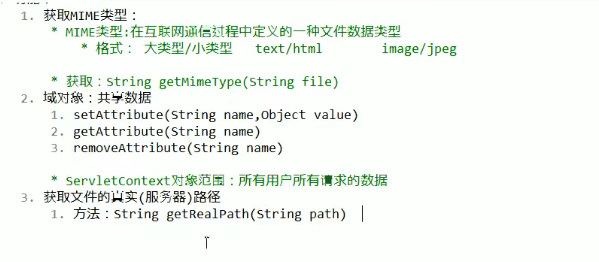 1. 获取MIME类型：
* MIME类型:在互联网通信过程中定义的一种文件数据类型
* 格式： 大类型/小类型 text/html image/jpeg
* 获取：String getMimeType(String file)
2. 域对象：共享数据
1. setAttribute(String name,Object value)
2. getAttribute(String name)
3. removeAttribute(String name)
* ServletContext对象范围：所有用户所有请求的数据
3. 获取文件的真实(服务器)路径
1. 方法：String getRealPath(String path)